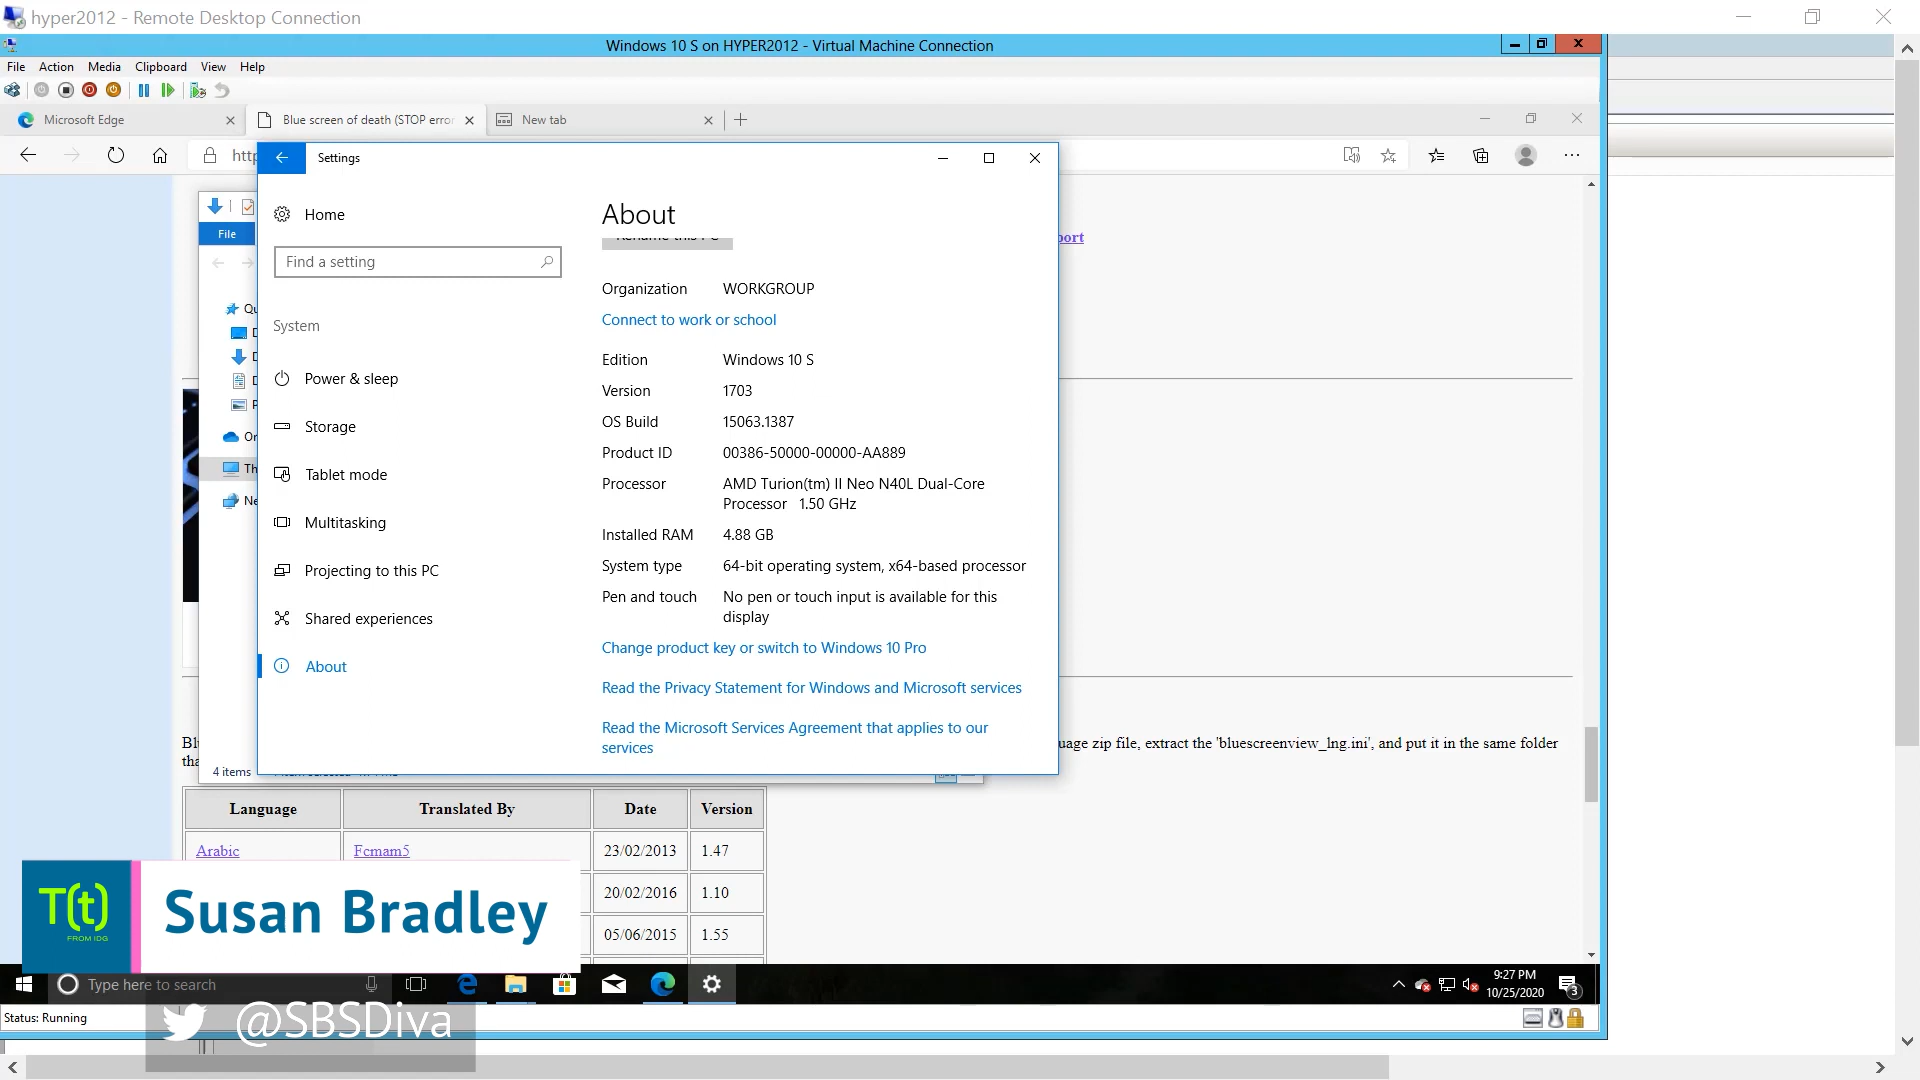 hyper2012 - Remote Desktop Connection
Windows 10 S on HYPER2012 - Virtual Machine Connection
File Action Media Clipboard View Help
Microsoft Edge
Blue screen of death (STOP error
New tab
Settings
File
Home
Find a setting
System
Power & sleep
Storage
Tablet mode
Multitasking
Projecting to this PC
Shared experiences
About
About
Organization WORKGROUP
Connect to work or school
Edition Windows 10 S
Version 1703
OS Build 15063.1387
Product ID 00386-50000-00000-AA889
Processor AMD Turion(tm) II Neo N40L Dual-Core
Processor 1.50 GHz
Installed RAM 4.88 GB
System type 64-bit operating system, x64-based processor
Pen and touch No pen or touch input is available for this
display
Change product key or switch to Windows 10 Pro
Read the Privacy Statement for Windows and Microsoft services
Read the Microsoft Services Agreement that applies to our
services
zip file, extract the 'bluescreenview_lng.ini', and put it in the same folder
4 items
Language Translated By Date Version
Arabic Fcmam5 23/02/2013 1.47
20/02/2016 1.10
05/06/2015 1.55
T(t)
FROM IDG
Susan Bradley
Type here to search
9:27 PM
10/25/2020
3
@SBSDiva
Status: Running